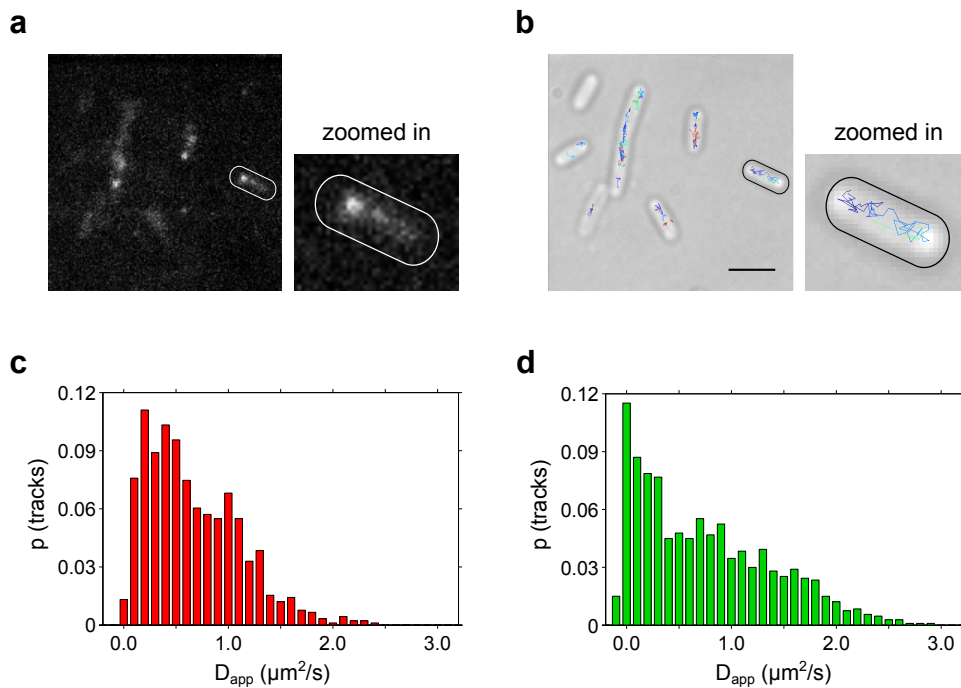 a
zoomed in
b
zoomed in
c
p (tracks)
0.12
0.09
0.06
0.03
0
0.0
1.0
2.0
3.0
D_app (µm²/s)
d
p (tracks)
0.12
0.09
0.06
0.03
0
0.0
1.0
2.0
3.0
D_app (µm²/s)